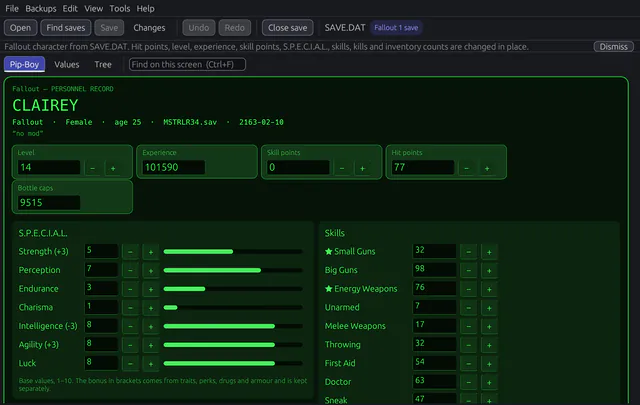 File Backups Edit View Tools Help
Open Find saves Save Changes Undo Redo Close save SAVE.DAT Fallout 1 save
Fallout character from SAVE.DAT. Hit points, level, experience, skill points, S.P.E.C.I.A.L., skills, kills and inventory counts are changed in place. Dismiss
Pip-Boy Values Tree Find on this screen (Ctrl+F)
Fallout — PERSONNEL RECORD
CLAIREY
Fallout · Female · age 25 · MSTRLR34.sav · 2163-02-10
"no mod"
Level Experience Skill points Hit points
14 − + 101590 0 − + 77 − +
Bottle caps
9515
S.P.E.C.I.A.L. Skills
Strength (+3) 5 − + ★ Small Guns 32 − +
Perception 7 − + Big Guns 98 − +
Endurance 3 − + ★ Energy Weapons 76 − +
Charisma 1 − + Unarmed 7 − +
Intelligence (-3) 8 − + Melee Weapons 17 − +
Agility (+3) 8 − + Throwing 32 − +
Luck 8 − + First Aid 54 − +
Base values, 1–10. The bonus in brackets comes from traits, perks, drugs and armour and is kept separately.
Doctor 63 − +
Sneak 47 − +